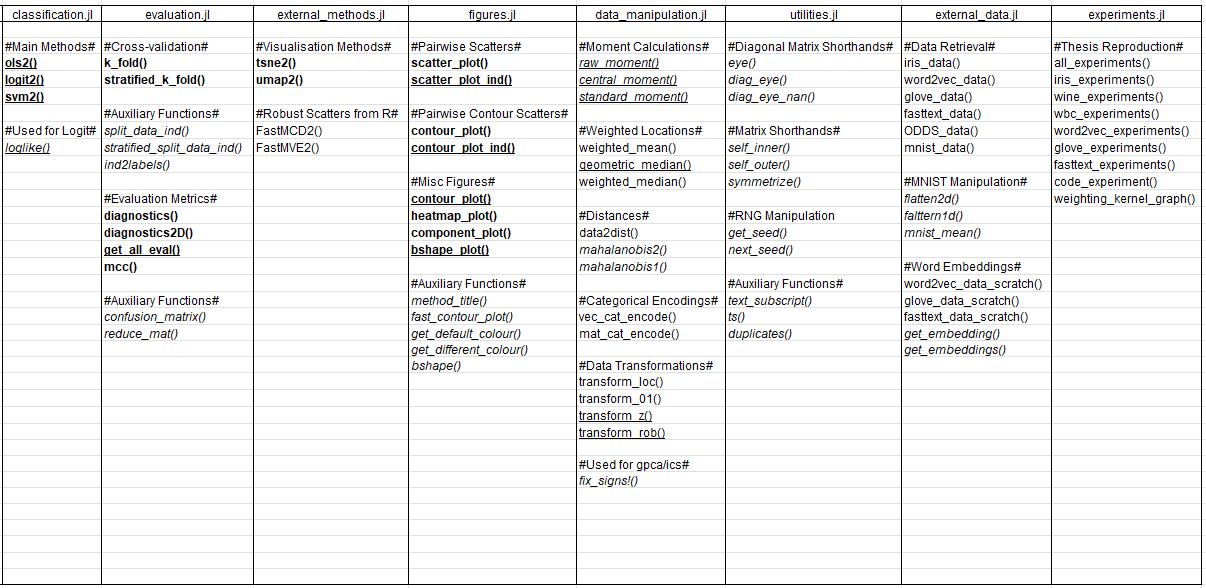 classification.jl
#Main Methods#
ols2()
logit2()
svm2()
#Used for Logit#
loglike()
evaluation.jl
#Cross-validation#
k_fold()
stratified_k_fold()
#Auxiliary Functions#
split_data_ind()
stratified_split_data_ind()
ind2labels()
#Evaluation Metrics#
diagnostics()
diagnostics2D()
get_all_eval()
mcc()
#Auxiliary Functions#
confusion_matrix()
reduce_mat()
external_methods.jl
#Visualisation Methods#
tsne2()
umap2()
#Robust Scatters from R#
FastMCD2()
FastMVE2()
figures.jl
#Pairwise Scatters#
scatter_plot()
scatter_plot_ind()
#Pairwise Contour Scatters#
contour_plot()
contour_plot_ind()
#Misc Figures#
contour_plot()
heatmap_plot()
component_plot()
bshape_plot()
#Auxiliary Functions#
method_title()
fast_contour_plot()
get_default_colour()
get_different_colour()
bshape()
data_manipulation.jl
#Moment Calculations#
raw_moment()
central_moment()
standard_moment()
#Weighted Locations#
weighted_mean()
geometric_median()
weighted_median()
#Distances#
data2dist()
mahalanobis2()
mahalanobis1()
#Categorical Encodings#
vec_cat_encode()
mat_cat_encode()
#Data Transformations#
transform_loc()
transform_01()
transform_z()
transform_rob()
#Used for gpca/ics#
fix_signs!()
utilities.jl
#Diagonal Matrix Shorthands#
eye()
diag_eye()
diag_eye_nan()
#Matrix Shorthands#
self_inner()
self_outer()
symmetrize()
#RNG Manipulation
get_seed()
next_seed()
#Auxiliary Functions#
text_subscript()
ts()
duplicates()
external_data.jl
#Data Retrieval#
iris_data()
word2vec_data()
glove_data()
fasttext_data()
ODDS_data()
mnist_data()
#MNIST Manipulation#
flatten2d()
falttern1d()
mnist_mean()
#Word Embeddings#
word2vec_data_scratch()
glove_data_scratch()
fasttext_data_scratch()
get_embedding()
get_embeddings()
experiments.jl
#Thesis Reproduction#
all_experiments()
iris_experiments()
wine_experiments()
wbc_experiments()
word2vec_experiments()
glove_experiments()
fasttext_experiments()
code_experiment()
weighting_kernel_graph()